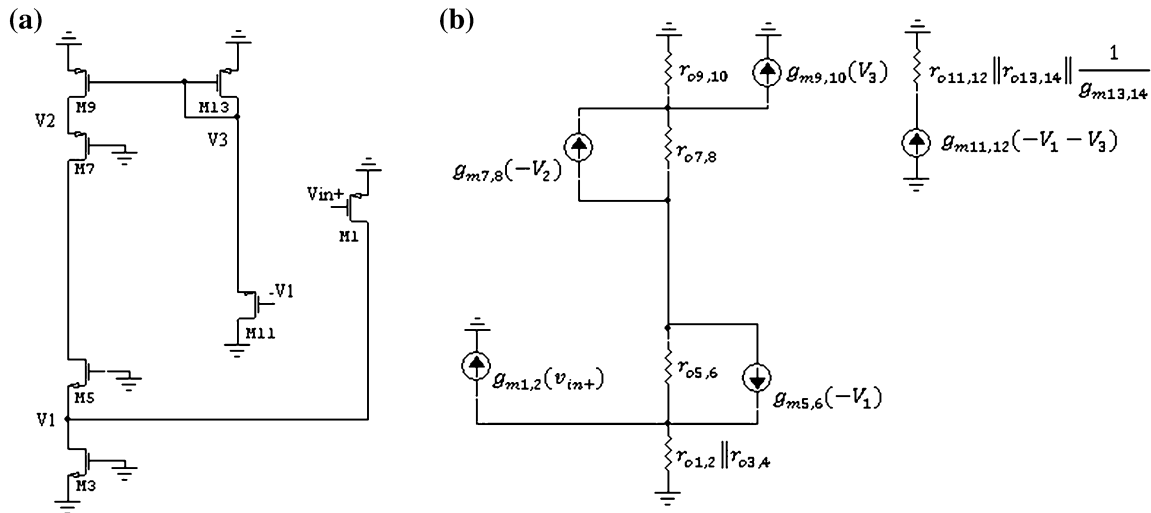 (a)
M9
M13
V2
V3
M7
Vin+
M1
-V1
M11
M5
V1
M3
(b)
r_{o9,10}
g_{m9,10}(V_3)
r_{o11,12}||r_{o13,14}||\frac{1}{g_{m13,14}}
g_{m7,8}(-V_2)
r_{o7,8}
g_{m11,12}(-V_1 - V_3)
g_{m1,2}(v_{in+})
r_{o5,6}
g_{m5,6}(-V_1)
r_{o1,2}||r_{o3,4}